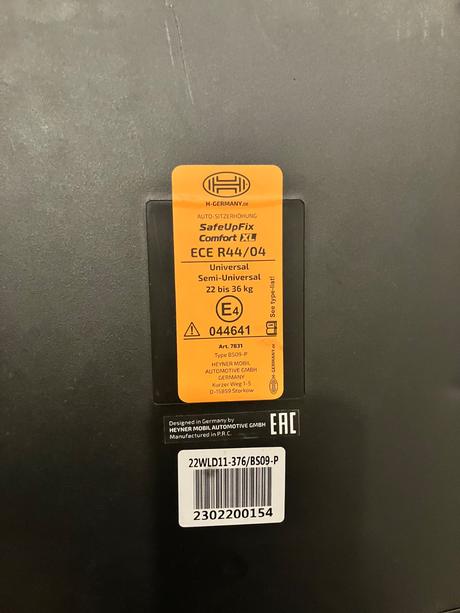 H-GERMANY.DE
AUTO-SITZERHÖHUNG
SafeUpFix
Comfort XL
ECE R44/04
Universal
Semi-Universal
22 bis 36 kg
E4
044641
See type-list!
Art. 7831
Type BS09-P
HEYNER MOBIL
AUTOMOTIVE GMBH
GERMANY
Kurzer Weg 1-5
D-15859 Storkow
H-GERMANY.DE
Designed in Germany by
HEYNER MOBIL AUTOMOTIVE GMBH
Manufactured in P.R.C.
EAC
22WLD11-376/BS09-P
2302200154